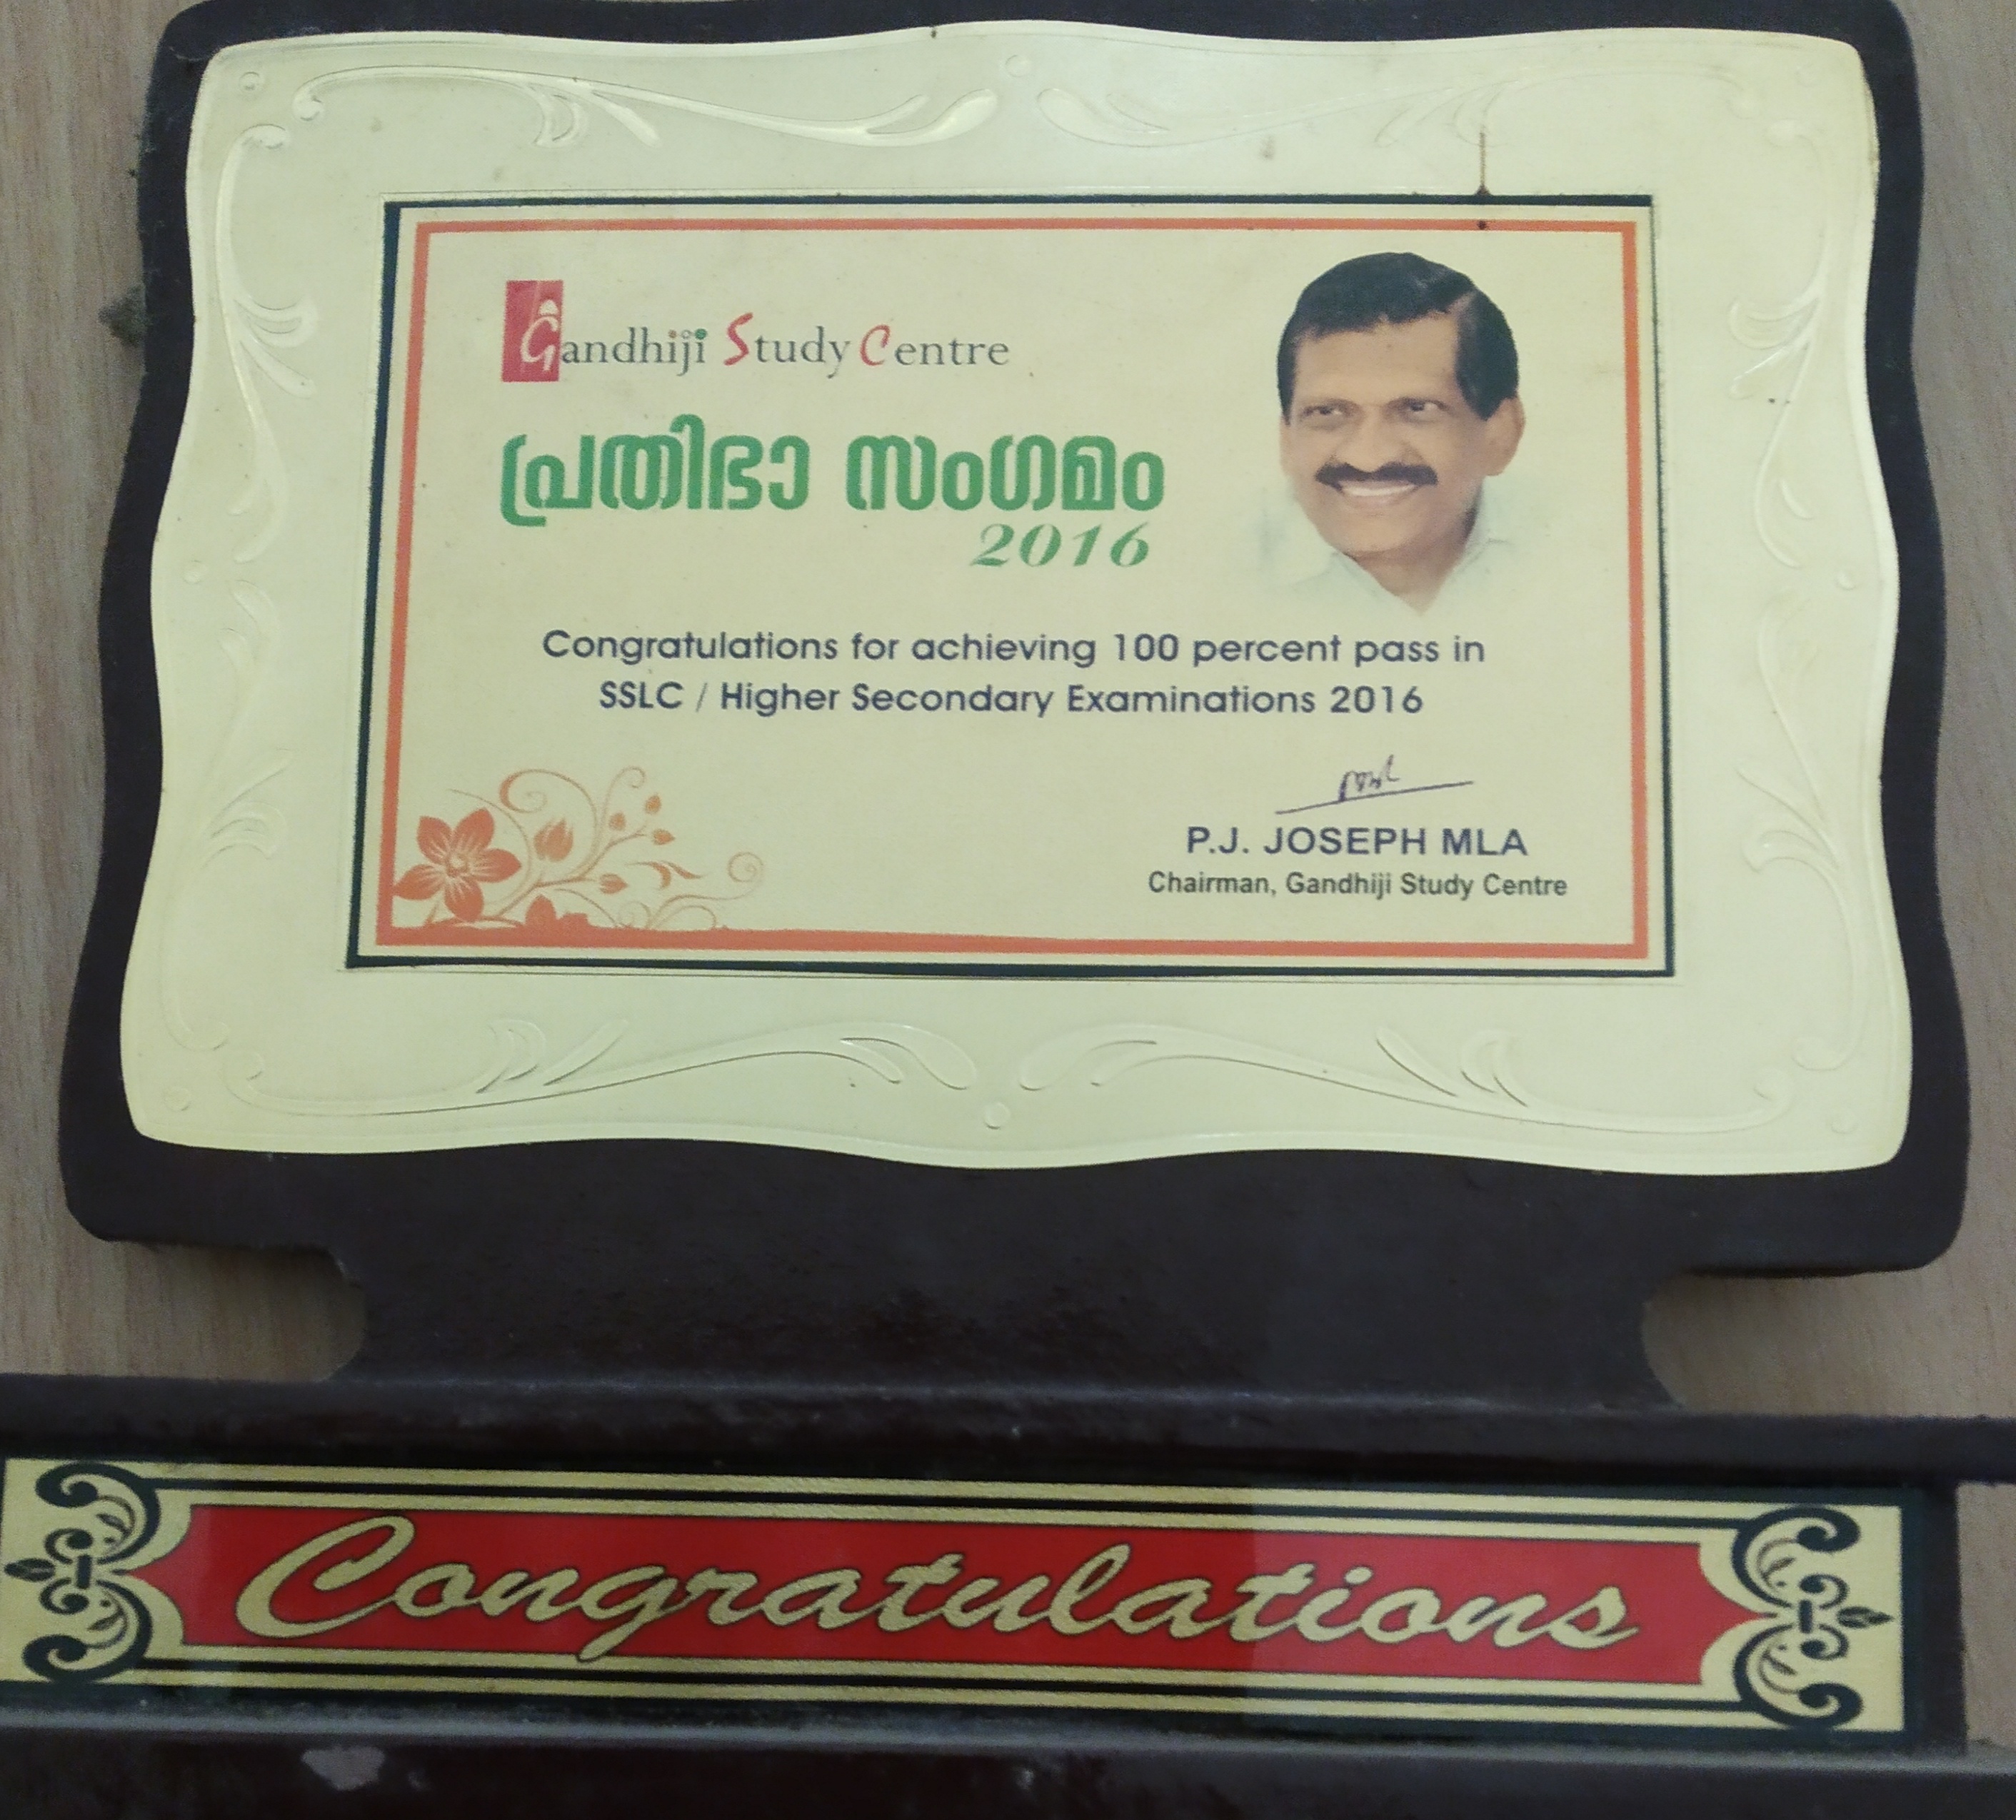 Gandhiji Study Centre
പ്രതിഭാ സംഗമം
2016
Congratulations for achieving 100 percent pass in
SSLC / Higher Secondary Examinations 2016
P.J. JOSEPH MLA
Chairman, Gandhiji Study Centre
Congratulations